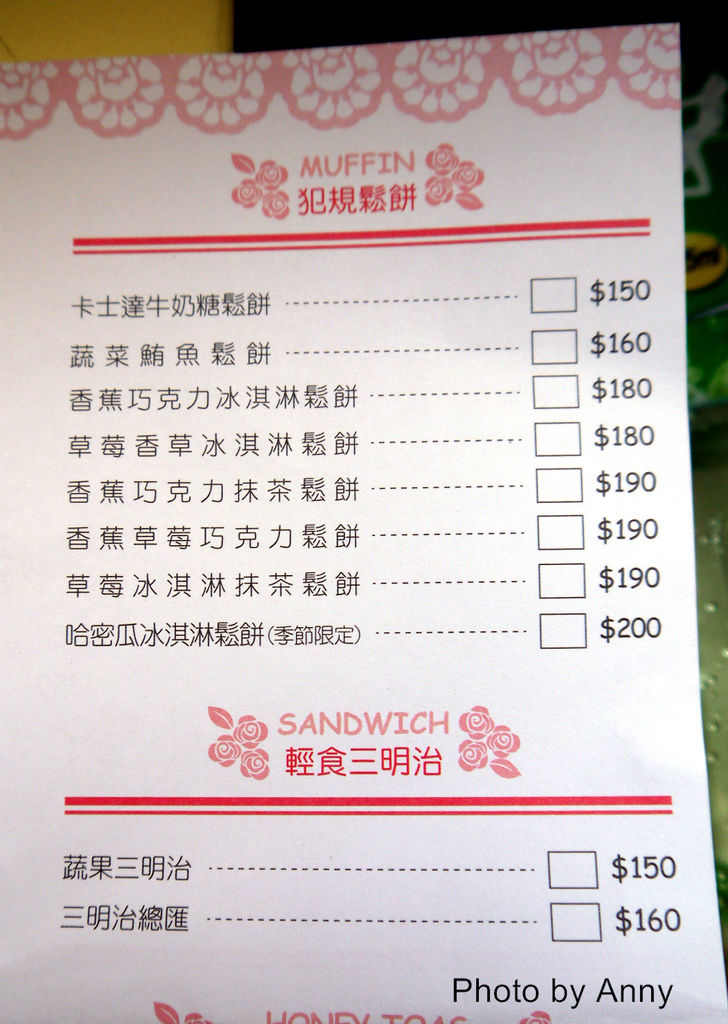 MUFFIN
犯規鬆餅
卡士達牛奶糖鬆餅 $150
蔬菜鮪魚鬆餅 $160
香蕉巧克力冰淇淋鬆餅 $180
草莓香草冰淇淋鬆餅 $180
香蕉巧克力抹茶鬆餅 $190
香蕉草莓巧克力鬆餅 $190
草莓冰淇淋抹茶鬆餅 $190
哈密瓜冰淇淋鬆餅(季節限定) $200
SANDWICH
輕食三明治
蔬果三明治 $150
三明治總匯 $160
Photo by Anny
HONEY TOAS